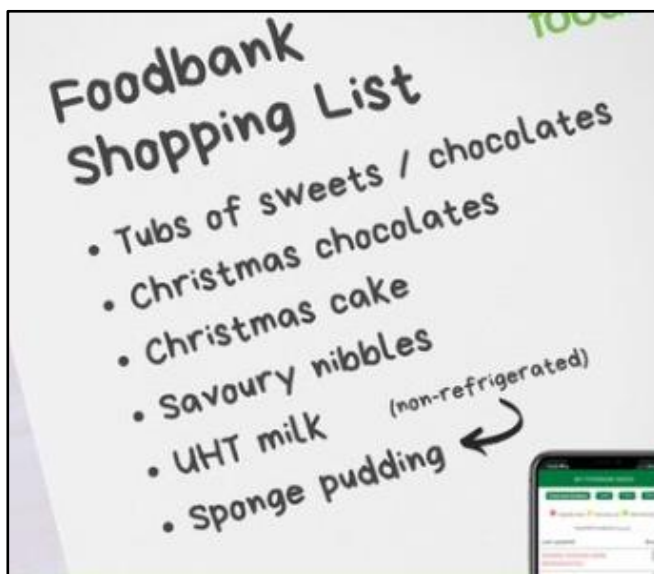 Foodbank
Shopping List
• Tubs of sweets / chocolates
• Christmas chocolates
• Christmas cake
• Savoury nibbles
• UHT milk
(non-refrigerated)
• Sponge pudding